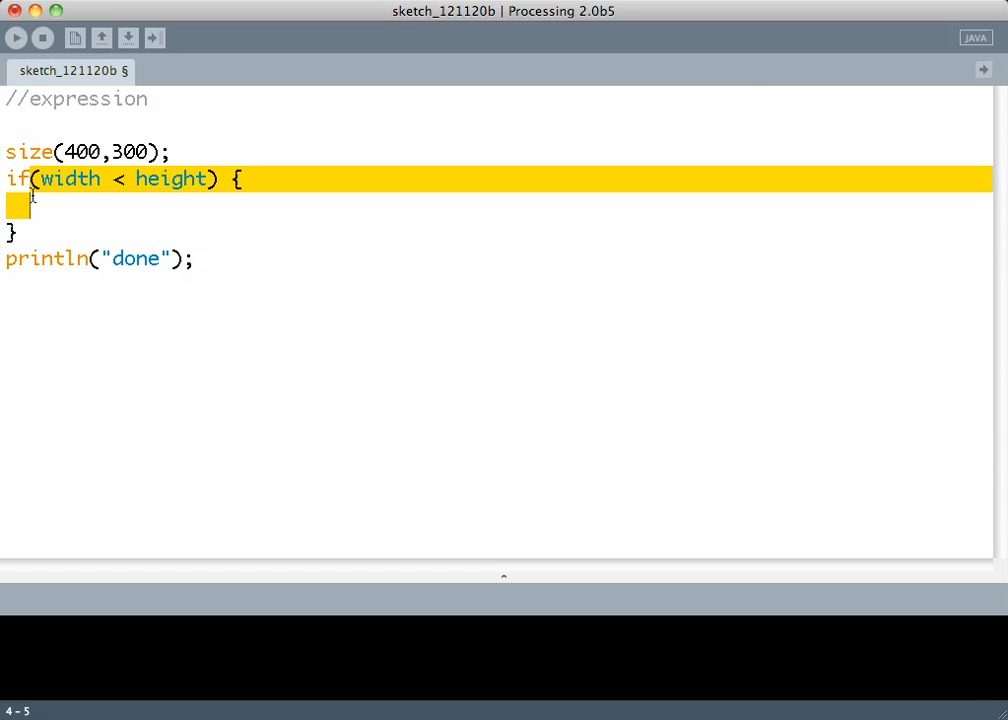 sketch_121120b | Processing 2.0b5
JAVA
sketch_121120b §
//expression
size(400,300);
if(width < height) {
}
println("done");
4 - 5